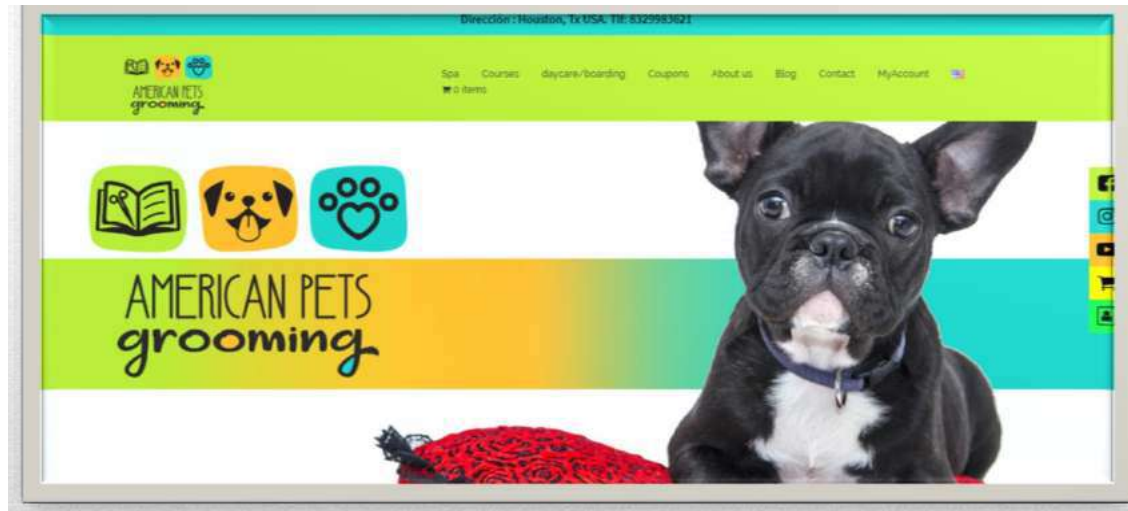 Dirección : Houston, Tx USA. Tlf: 8329983621
AMERICAN PETS
grooming
Spa Courses daycare/boarding Coupons About us Blog Contact MyAccount
0 items
AMERICAN PETS
grooming